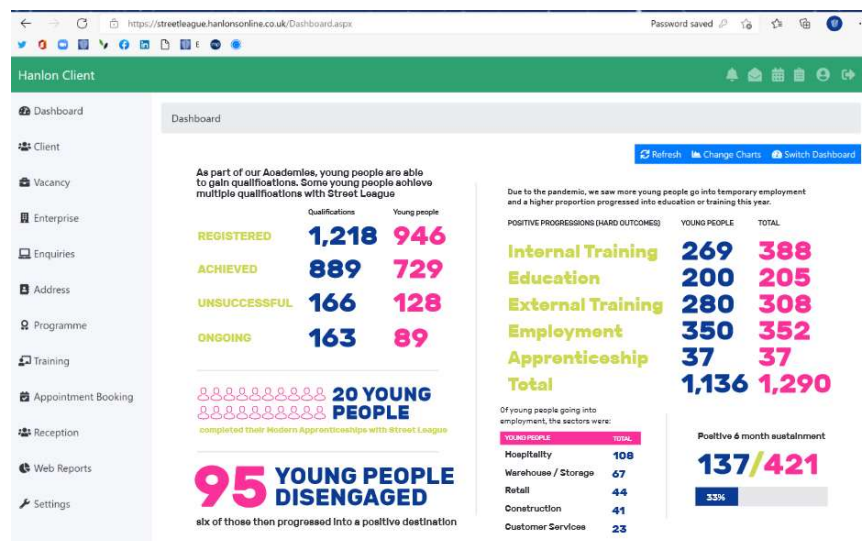 https://streetleague.hanlonsonline.co.uk/Dashboard.aspx
Password saved
Hanlon Client
Dashboard
Client
Vacancy
Enterprise
Enquiries
Address
Programme
Training
Appointment Booking
Reception
Web Reports
Settings
Dashboard
Refresh Change Charts Switch Dashboard
As part of our Academies, young people are able
to gain qualifications. Some young people achieve
multiple qualifications with Street League
Qualifications Young people
REGISTERED 1,218 946
ACHIEVED 889 729
UNSUCCESSFUL 166 128
ONGOING 163 89
20 YOUNG
PEOPLE
completed their Modern Apprenticeships with Street League
95 YOUNG PEOPLE
DISENGAGED
six of those then progressed into a positive destination
Due to the pandemic, we saw more young people go into temporary employment
and a higher proportion progressed into education or training this year.
POSITIVE PROGRESSIONS (HARD OUTCOMES) YOUNG PEOPLE TOTAL
Internal Training 269 388
Education 200 205
External Training 280 308
Employment 350 352
Apprenticeship 37 37
Total 1,136 1,290
Of young people going into
employment, the sectors were:
YOUNG PEOPLE TOTAL
Hospitality 108
Warehouse / Storage 67
Retail 44
Construction 41
Customer Services 23
Positive 6 month sustainment
137/421
33%